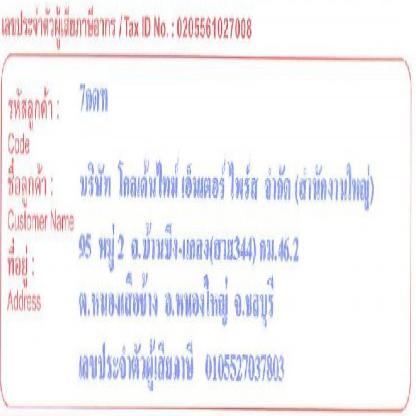 เลขประจำตัวผู้เสียภาษีอากร / Tax ID No. : 0205561027008
รหัสลูกค้า : 7ออท
Code
ชื่อลูกค้า : บริษัท โกลเด้นไทม์ เอ็นเตอร์ไพร์ส จำกัด (สำนักงานใหญ่)
Customer Name
ที่อยู่ : 95 หมู่ 2 ถ.บ้านบึง-แกลง(สาย344) กม.46.2
Address ต.หนองเสือช้าง อ.หนองใหญ่ จ.ชลบุรี
เลขประจำตัวผู้เสียภาษี 0105527037803